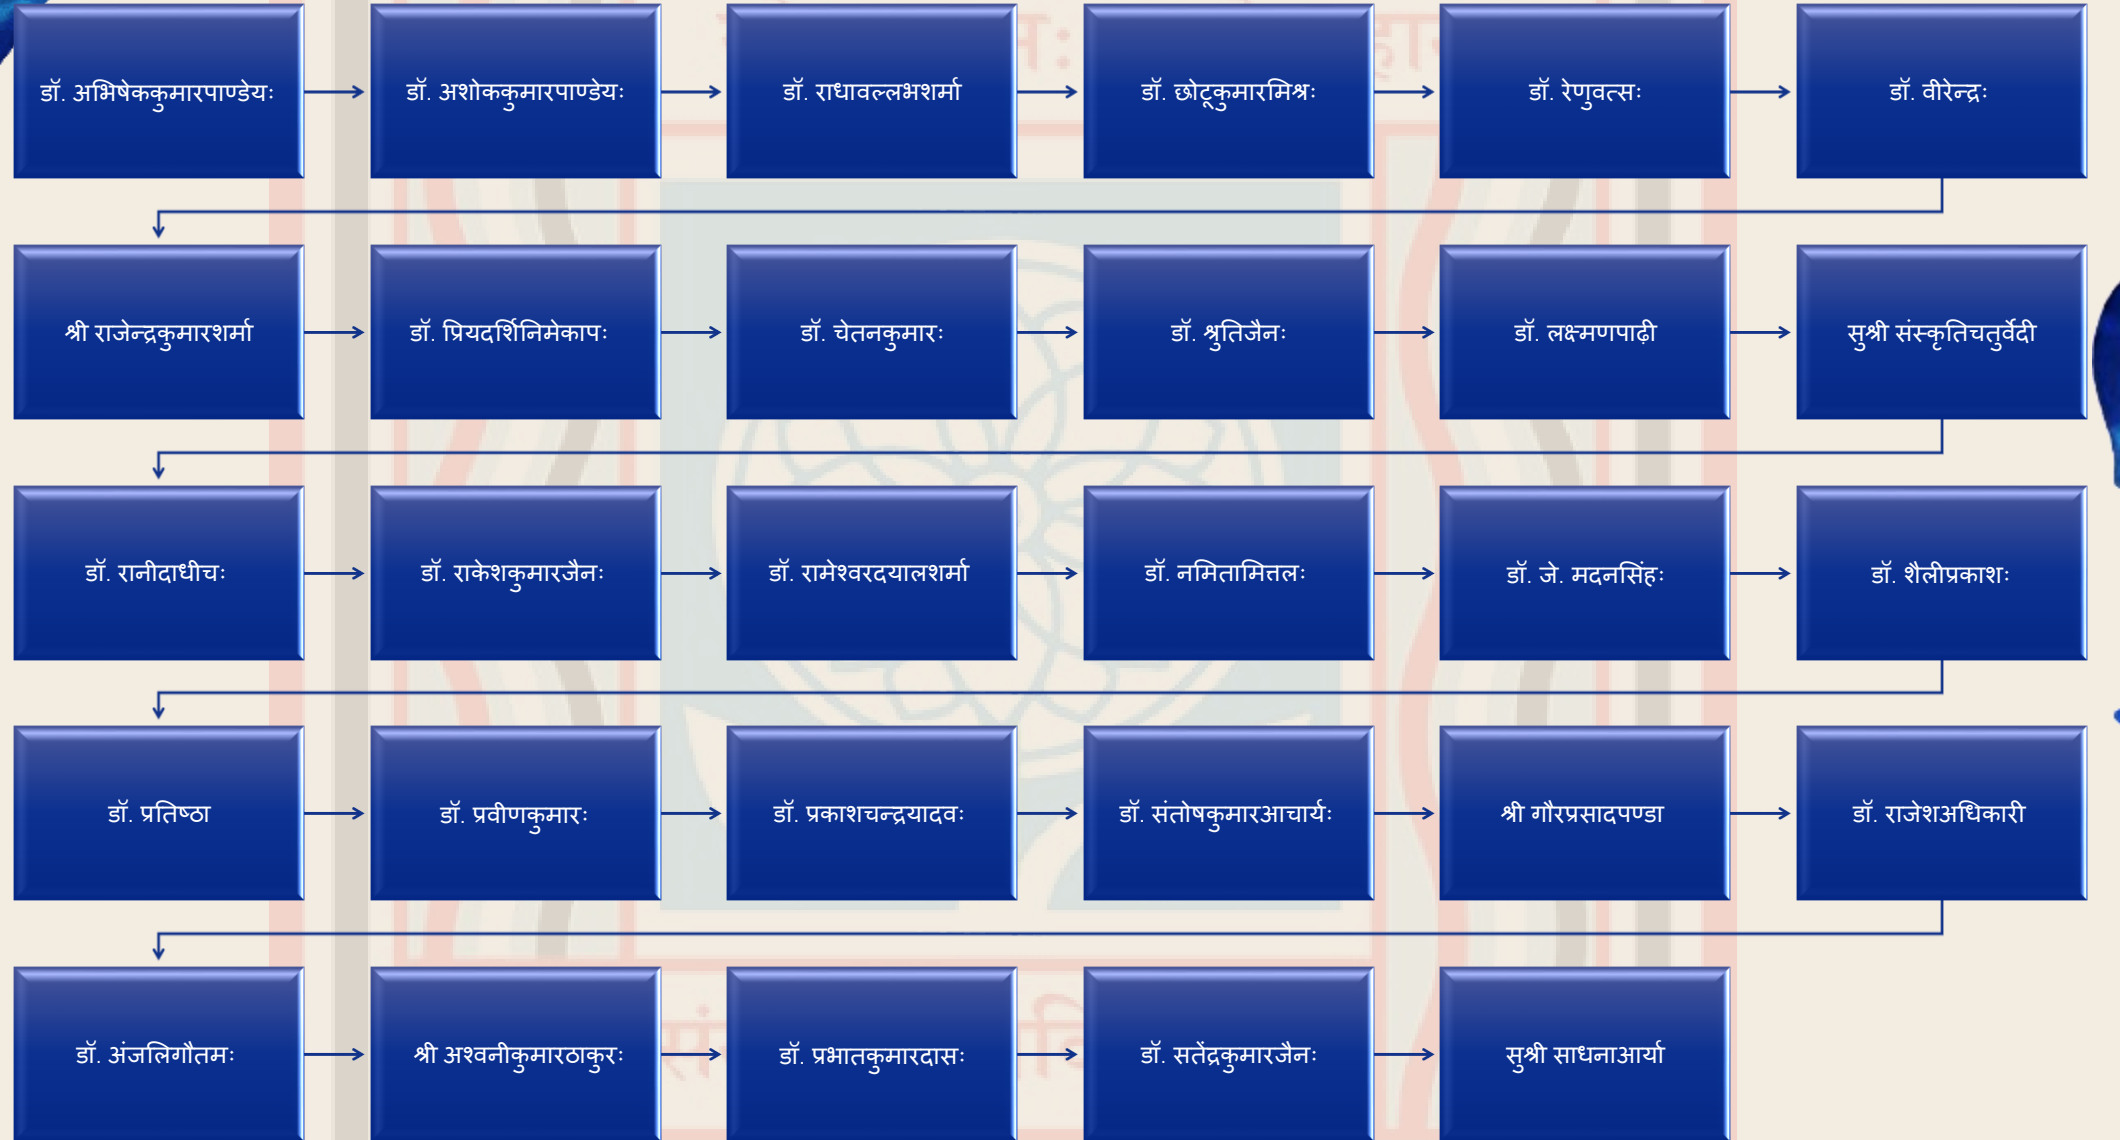 डॉ. अभिषेककुमारपाण्डेयः
डॉ. अशोककुमारपाण्डेयः
डॉ. राधावल्लभशर्मा
डॉ. छोटूकुमारमिश्रः
डॉ. रेणुवत्सः
डॉ. वीरेन्द्रः
श्री राजेन्द्रकुमारशर्मा
डॉ. प्रियदर्शिनिमेकापः
डॉ. चेतनकुमारः
डॉ. श्रुतिजैनः
डॉ. लक्ष्मणपाढ़ी
सुश्री संस्कृतिचतुर्वेदी
डॉ. रानीदाधीचः
डॉ. राकेशकुमारजैनः
डॉ. रामेश्वरदयालशर्मा
डॉ. नमितामित्तलः
डॉ. जे. मदनसिंहः
डॉ. शैलीप्रकाशः
डॉ. प्रतिष्ठा
डॉ. प्रवीणकुमारः
डॉ. प्रकाशचन्द्रयादवः
डॉ. संतोषकुमारआचार्यः
श्री गौरप्रसादपण्डा
डॉ. राजेशअधिकारी
डॉ. अंजलिगौतमः
श्री अश्वनीकुमारठाकुरः
डॉ. प्रभातकुमारदासः
डॉ. सतेंद्रकुमारजैनः
सुश्री साधनाआर्या